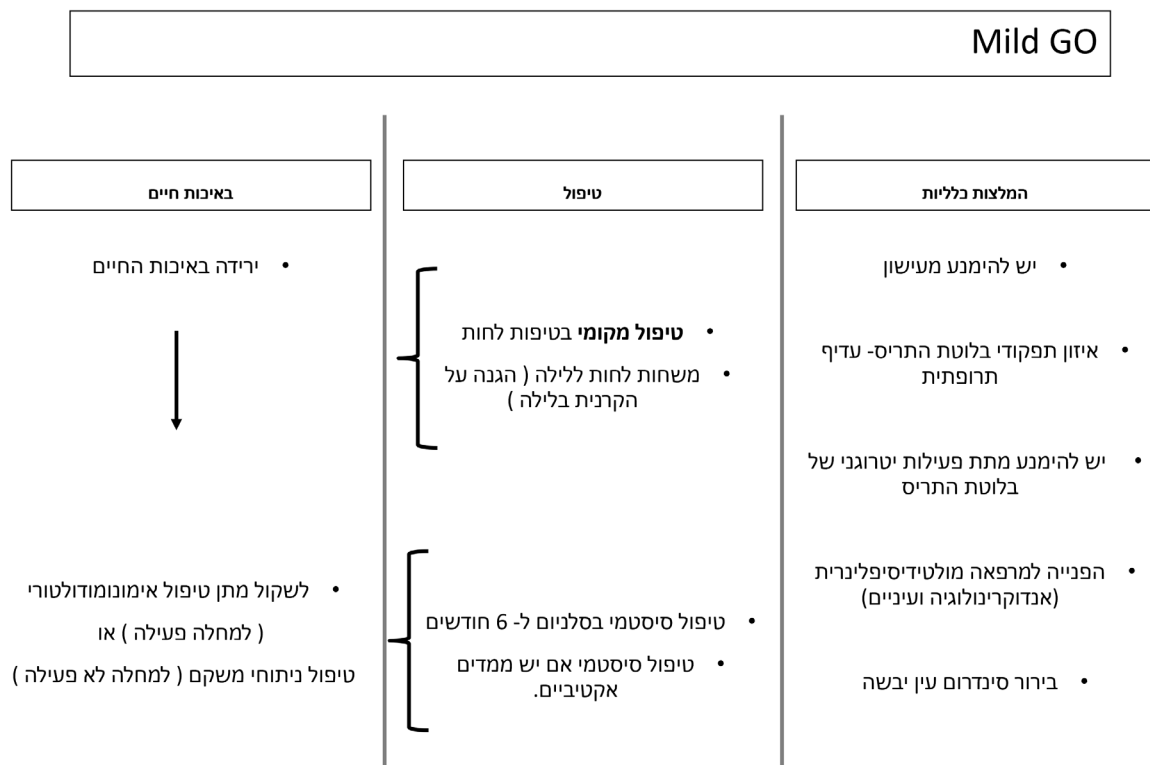 Mild GO
המלצות כלליות
• יש להימנע מעישון
• איזון תפקודי בלוטת התריס- עדיף
תרופתית
• יש להימנע מתת פעילות יטרוגני של
בלוטת התריס
• הפנייה למרפאה מולטידיסיפלינרית
(אנדוקרינולוגיה ועיניים)
• בירור סינדרום עין יבשה
טיפול
• טיפול מקומי בטיפות לחות
• משחות לחות ללילה ( הגנה על
הקרנית בלילה )
• טיפול סיסטמי בסלניום ל- 6 חודשים
• טיפול סיסטמי אם יש ממדים
אקטיביים.
באיכות חיים
• ירידה באיכות החיים
• לשקול מתן טיפול אימונומודולטורי
( למחלה פעילה ) או
טיפול ניתוחי משקם ( למחלה לא פעילה )